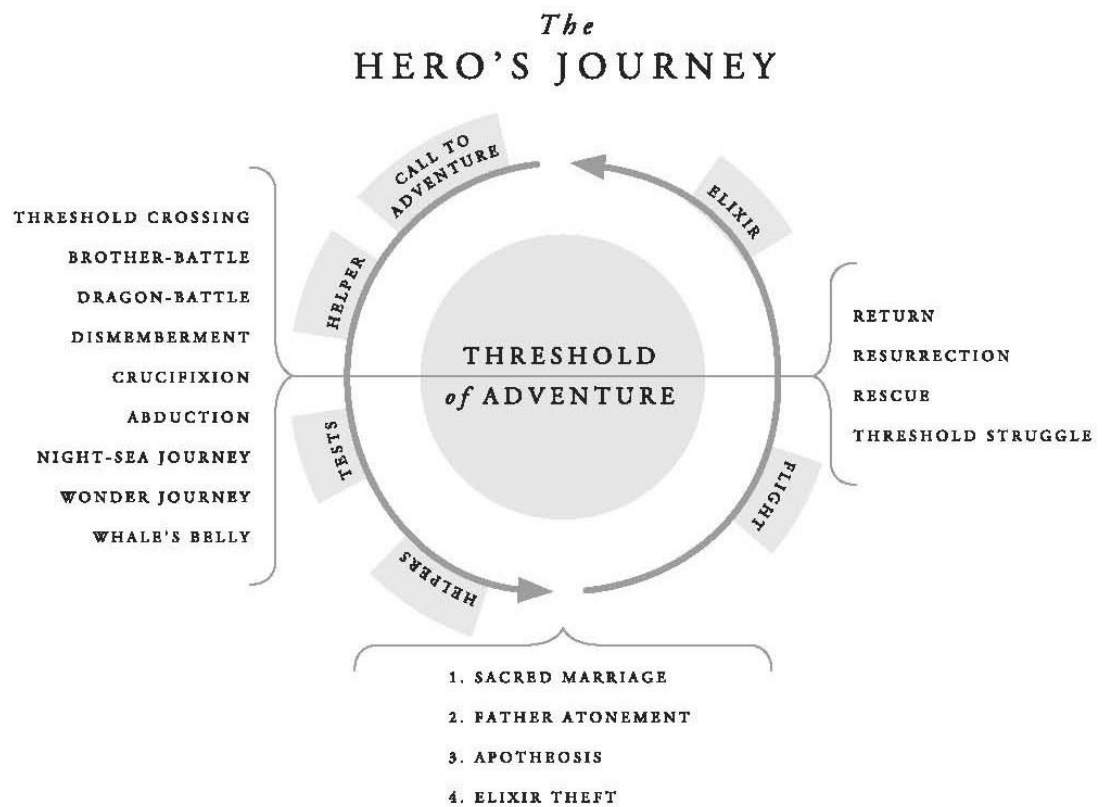 The
HERO'S JOURNEY
CALL TO
ADVENTURE
HELPER
TESTS
HELPERS
FLIGHT
ELIXIR
THRESHOLD
of ADVENTURE
THRESHOLD CROSSING
BROTHER-BATTLE
DRAGON-BATTLE
DISMEMBERMENT
CRUCIFIXION
ABDUCTION
NIGHT-SEA JOURNEY
WONDER JOURNEY
WHALE'S BELLY
RETURN
RESURRECTION
RESCUE
THRESHOLD STRUGGLE
1. SACRED MARRIAGE
2. FATHER ATONEMENT
3. APOTHEOSIS
4. ELIXIR THEFT